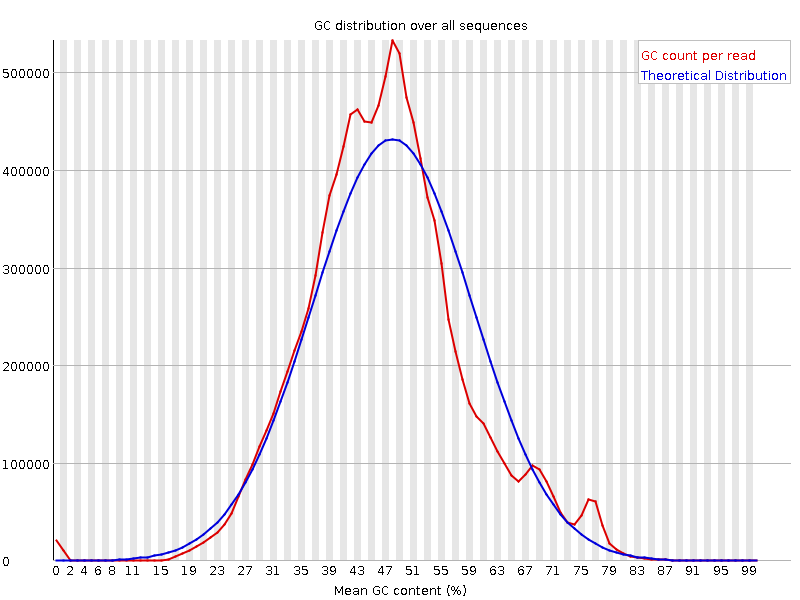 GC distribution over all sequences
GC count per read
Theoretical Distribution
500000
400000
300000
200000
100000
0
0 2 4 6 8 11 15 19 23 27 31 35 39 43 47 51 55 59 63 67 71 75 79 83 87 91 95 99
Mean GC content (%)